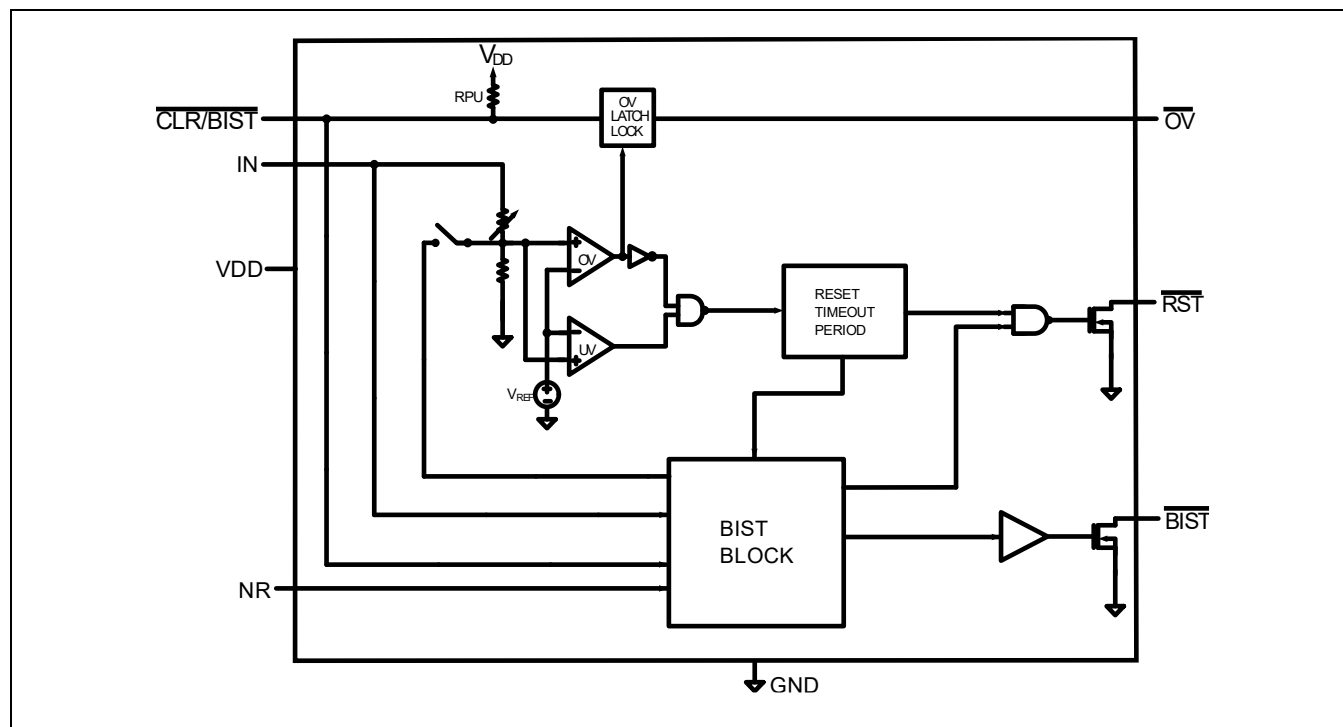 VDD
RPU
CLR/BIST
OV
LATCH
LOCK
OV
IN
+
OV
−
VDD
RESET
TIMEOUT
PERIOD
RST
−
UV
+
VREF
+
−
BIST
BLOCK
BIST
NR
GND